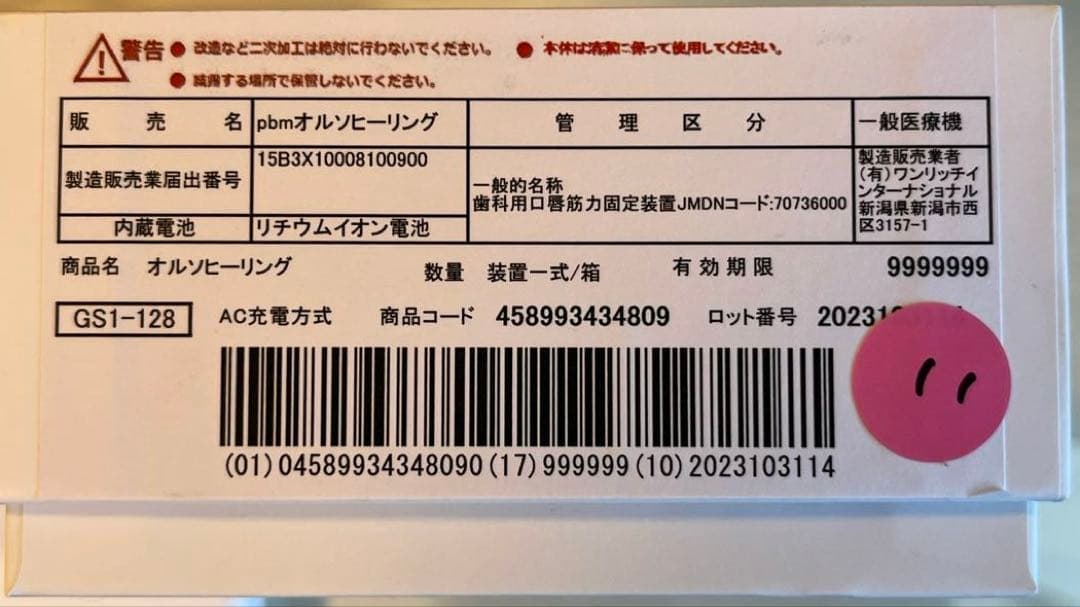 警告 ● 改造など二次加工は絶対に行わないでください。 ● 本体は清潔に保って使用してください。
● 結露する場所で保管しないでください。
販売名 pbmオルソヒーリング 管理区分 一般医療機
製造販売業届出番号 15B3X10008100900
一般的名称
歯科用口唇筋力固定装置JMDNコード:70736000
製造販売業者
(有)ワンリッチイ
ンターナショナル
新潟県新潟市西
区3157-1
内蔵電池 リチウムイオン電池
商品名 オルソヒーリング 数量 装置一式/箱 有効期限 9999999
GS1-128 AC充電方式 商品コード 458993434809 ロット番号 2023103114
(01)04589934348090(17)999999(10)2023103114